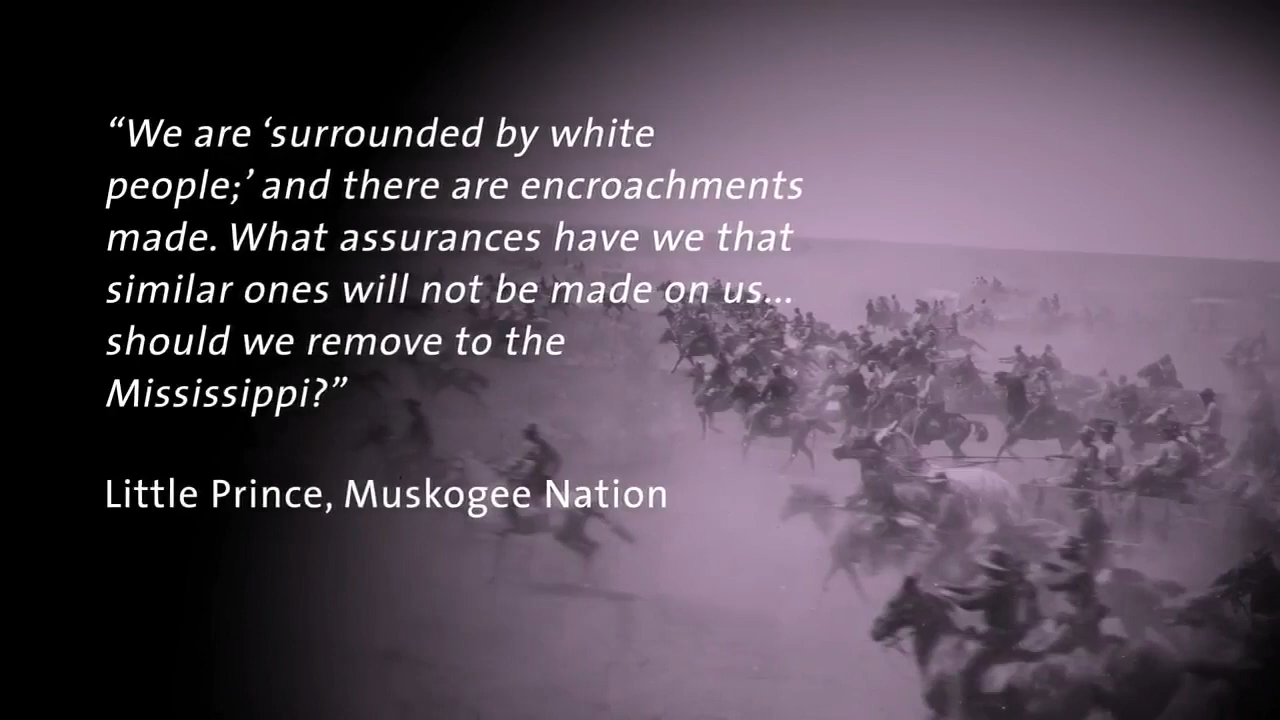 “We are ‘surrounded by white
people;’ and there are encroachments
made. What assurances have we that
similar ones will not be made on us...
should we remove to the
Mississippi?”
Little Prince, Muskogee Nation